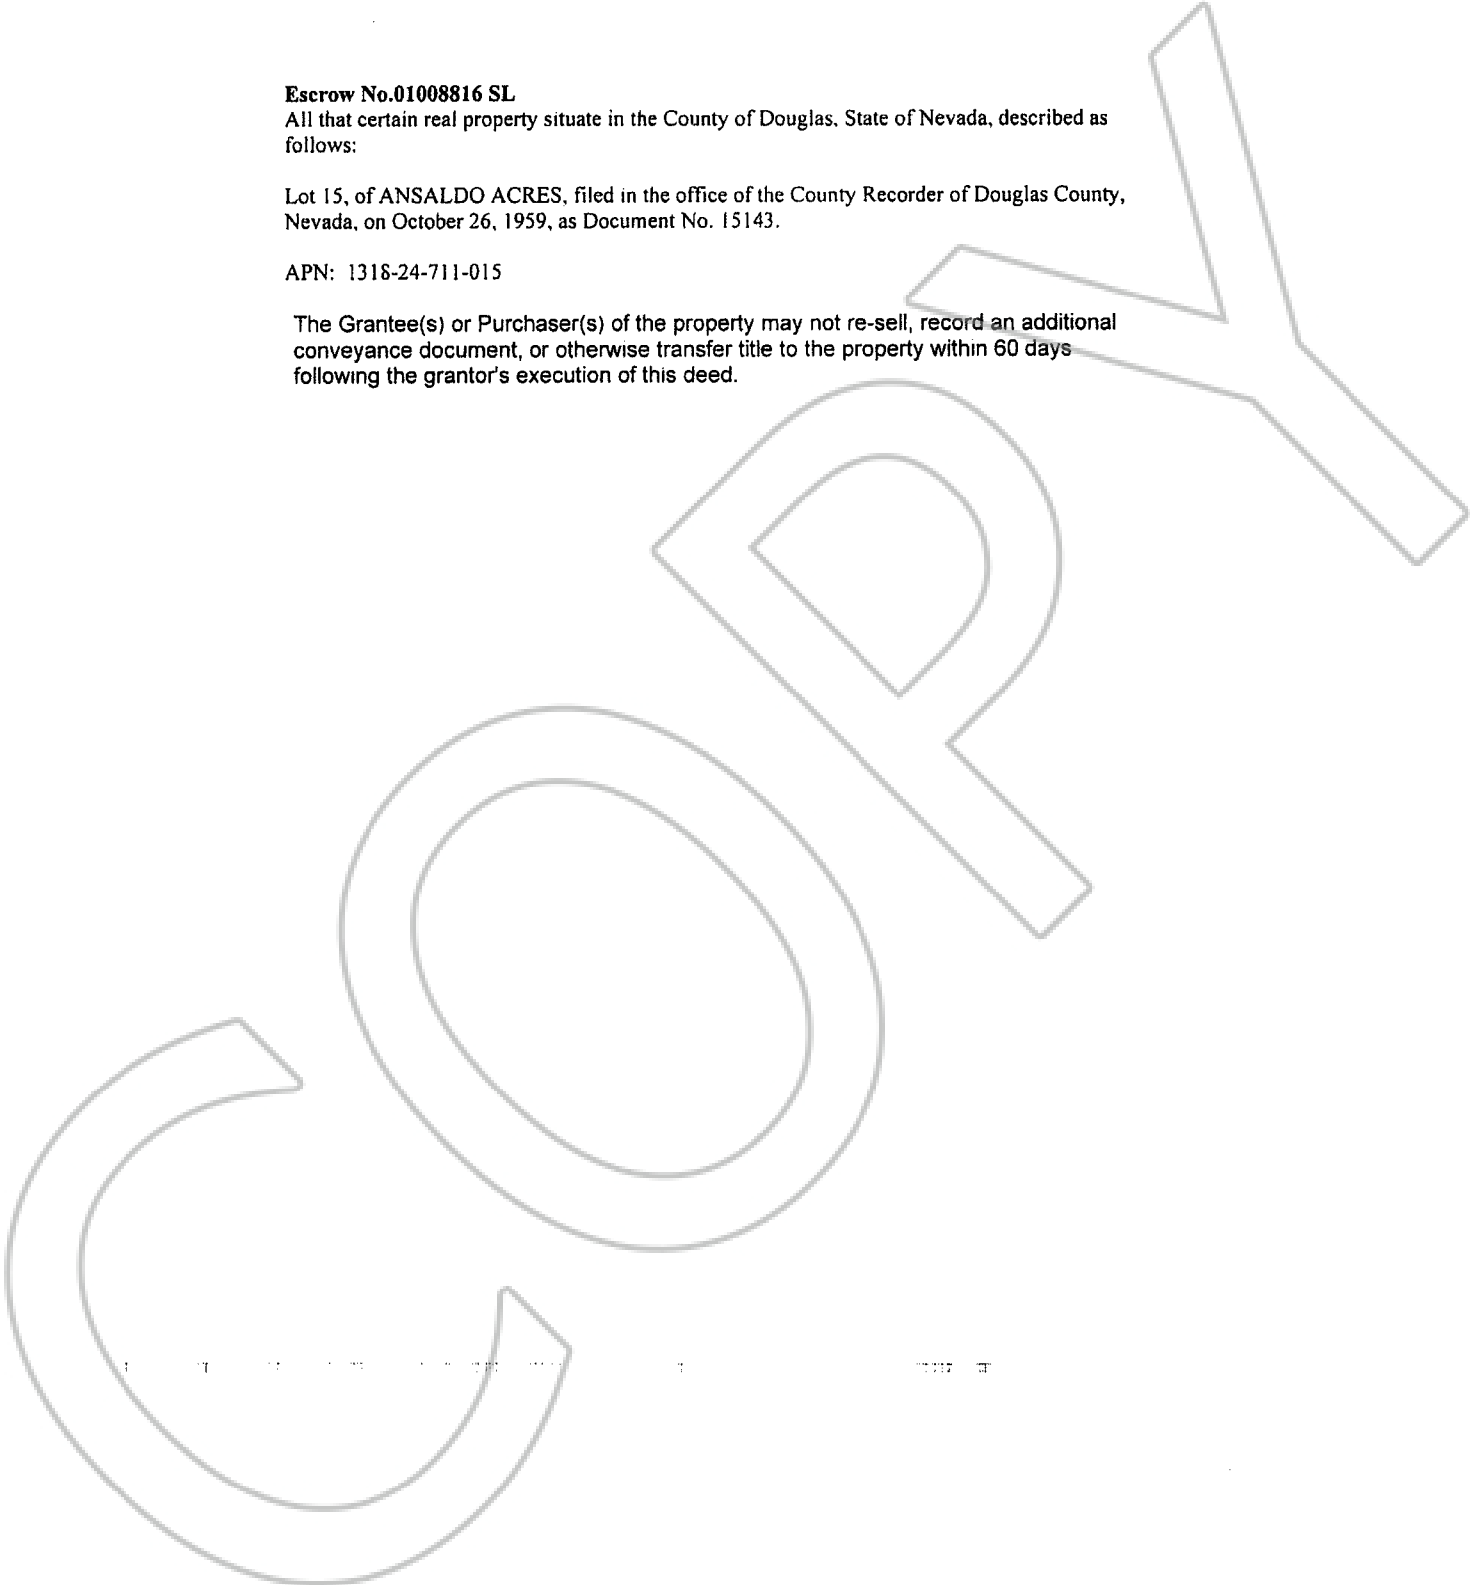 Escrow No.01008816 SL
All that certain real property situate in the County of Douglas, State of Nevada, described as
follows:
Lot 15, of ANSALDO ACRES, filed in the office of the County Recorder of Douglas County,
Nevada, on October 26, 1959, as Document No. 15143.
APN: 1318-24-711-015
The Grantee(s) or Purchaser(s) of the property may not re-sell, record an additional
conveyance document, or otherwise transfer title to the property within 60 days
following the grantor's execution of this deed.
COPY